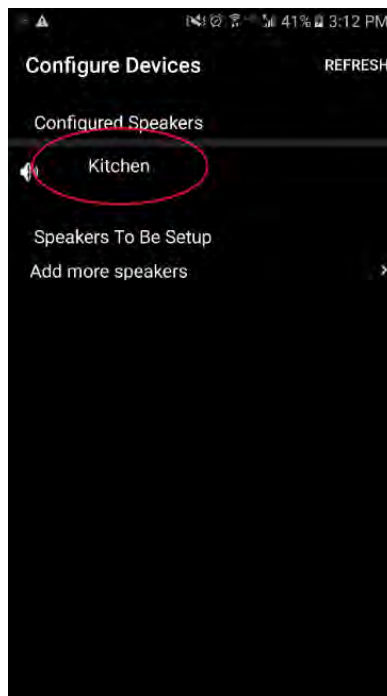 41% 3:12 PM
Configure Devices REFRESH
Configured Speakers
Kitchen
Speakers To Be Setup
Add more speakers